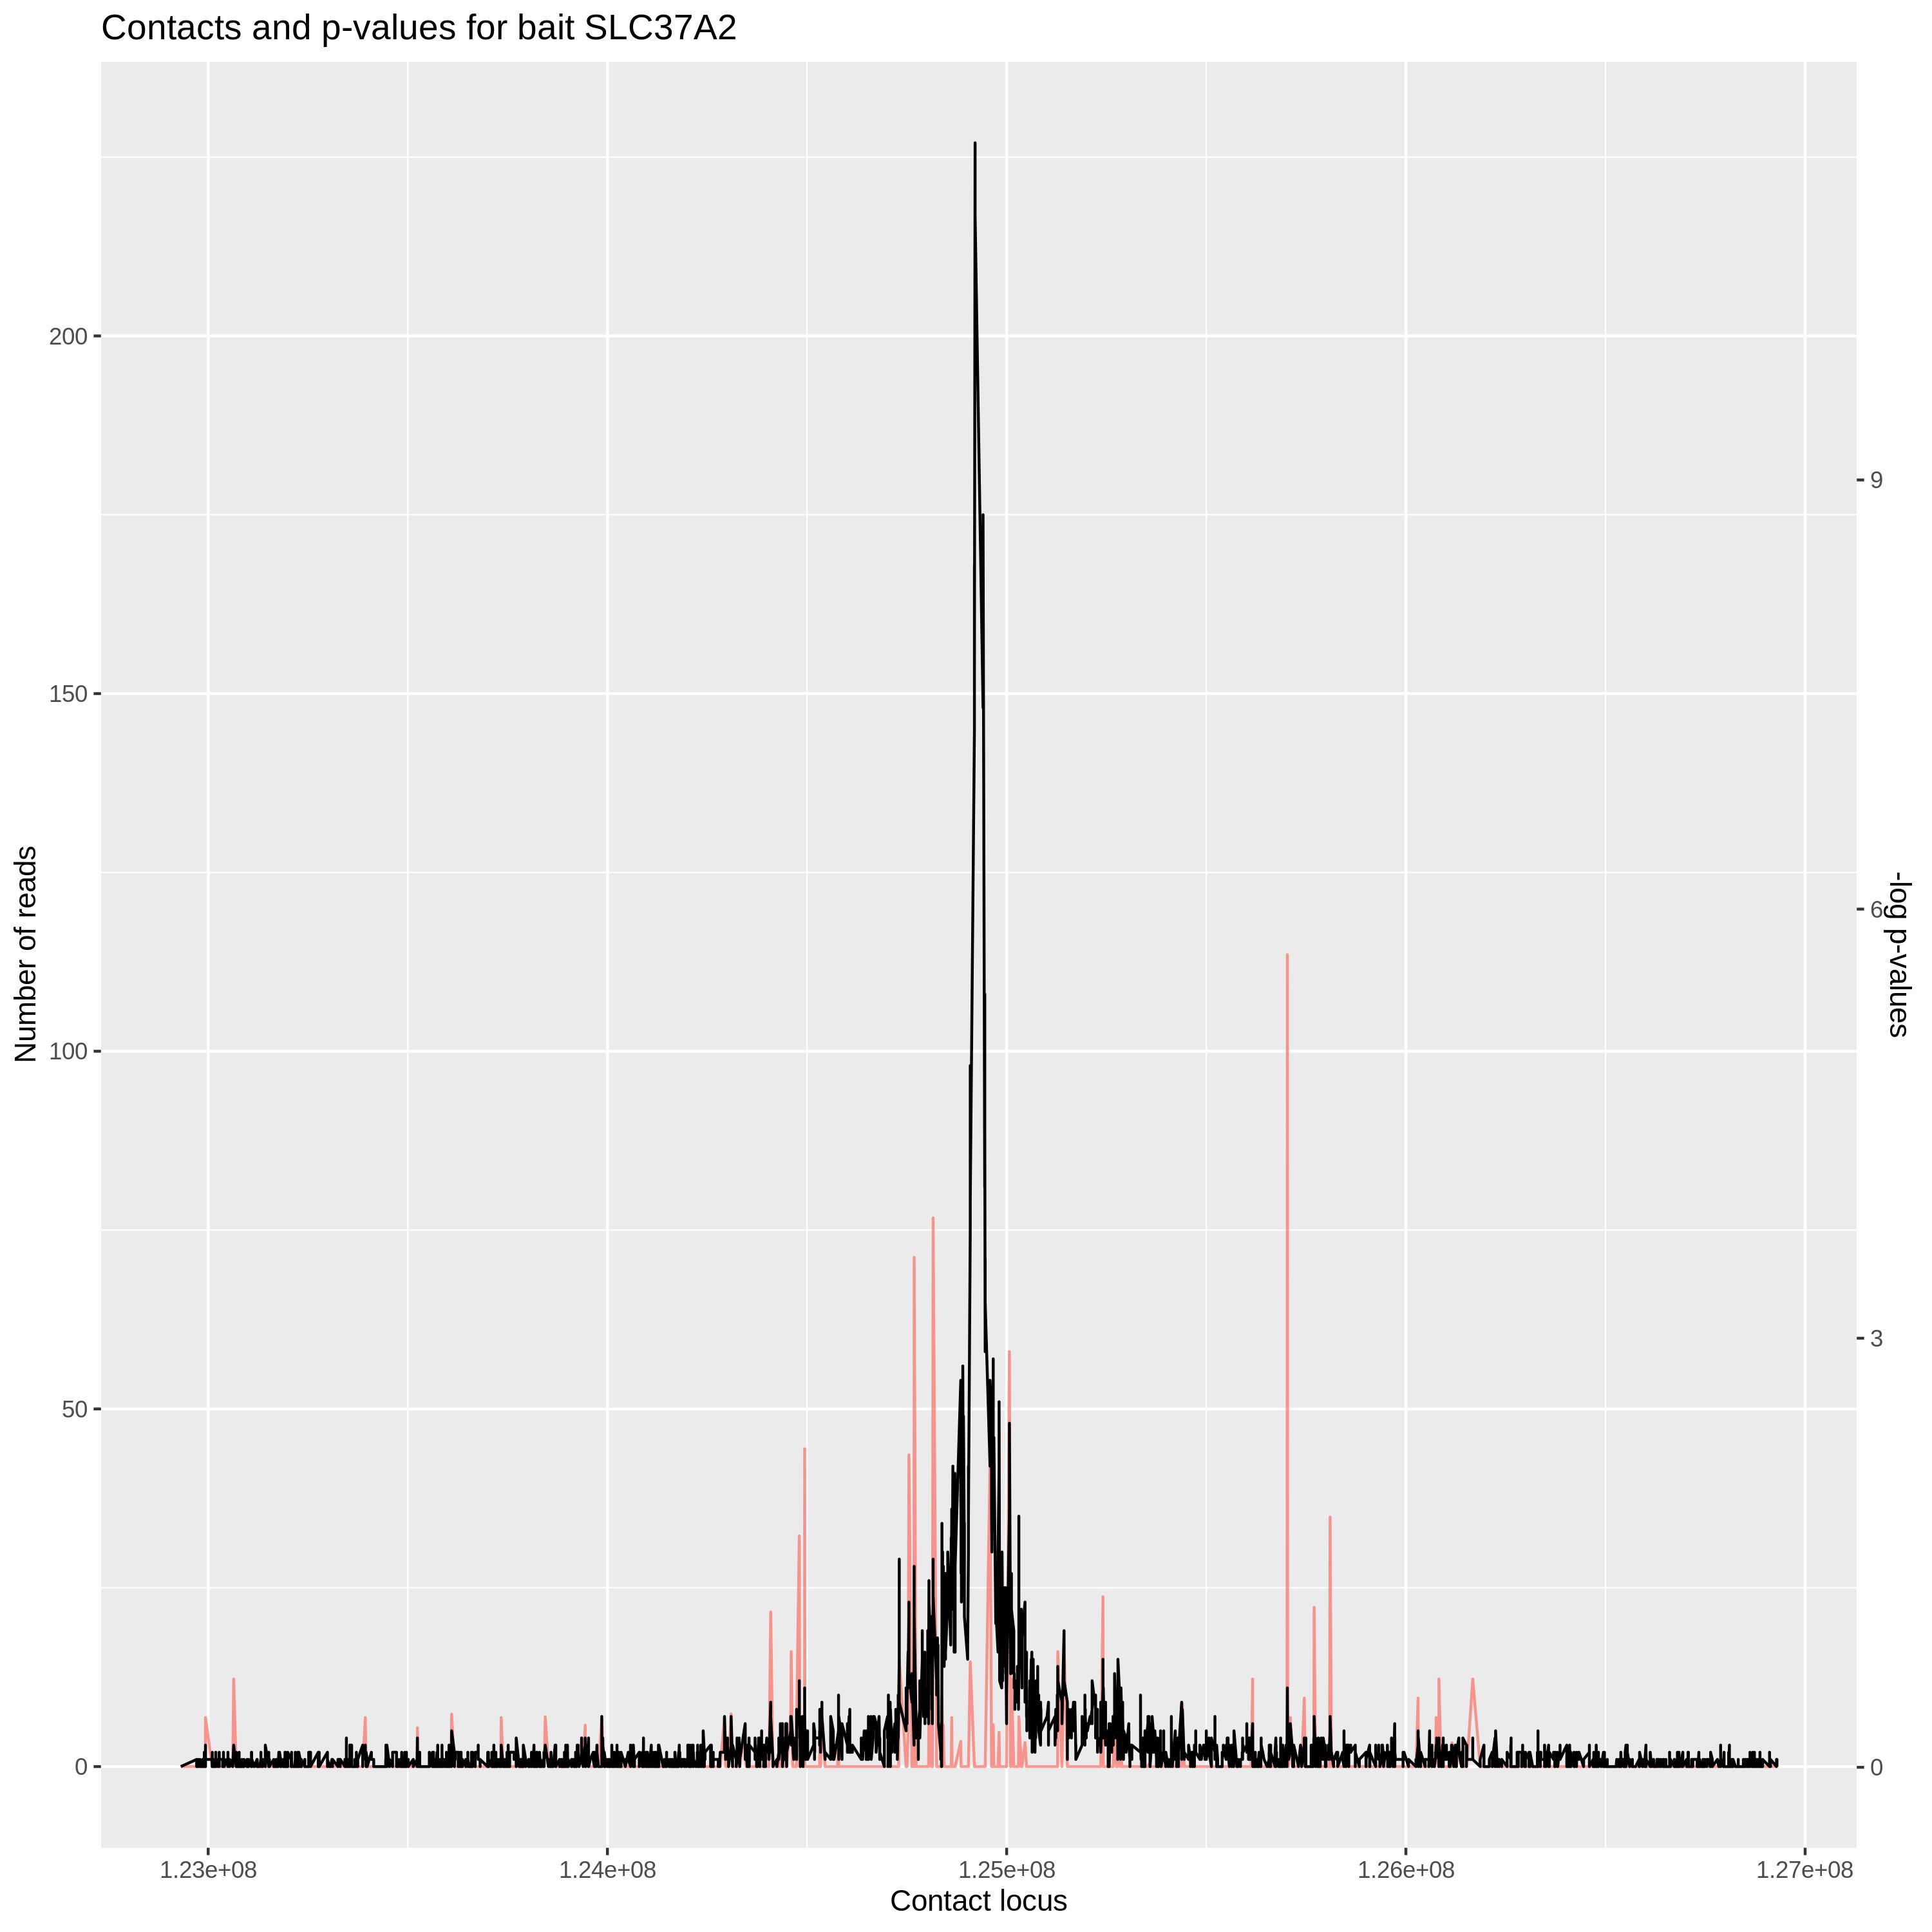 Contacts and p-values for bait SLC37A2
Number of reads
200
150
100
50
0
9
6
3
0
-log p-values
1.23e+08 1.24e+08 1.25e+08 1.26e+08 1.27e+08
Contact locus